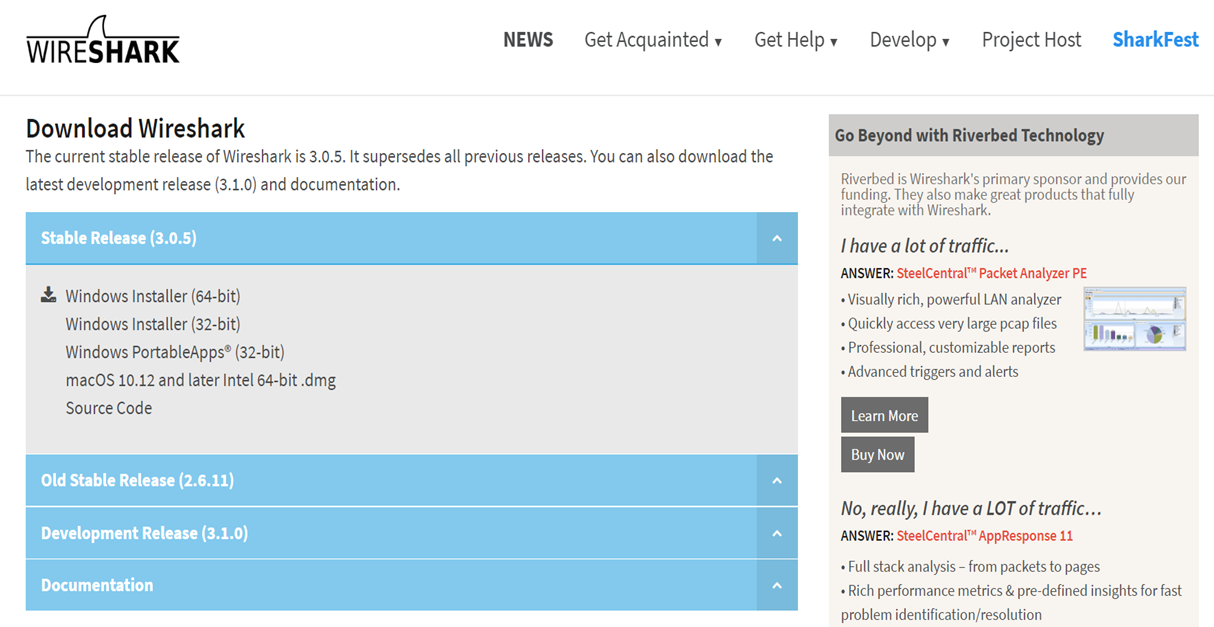 WIRESHARK
NEWS
Get Acquainted ▾
Get Help ▾
Develop ▾
Project Host
SharkFest
Download Wireshark
The current stable release of Wireshark is 3.0.5. It supersedes all previous releases. You can also download the
latest development release (3.1.0) and documentation.
Stable Release (3.0.5)
Windows Installer (64-bit)
Windows Installer (32-bit)
Windows PortableApps® (32-bit)
macOS 10.12 and later Intel 64-bit .dmg
Source Code
Old Stable Release (2.6.11)
Development Release (3.1.0)
Documentation
Go Beyond with Riverbed Technology
Riverbed is Wireshark's primary sponsor and provides our
funding. They also make great products that fully
integrate with Wireshark.
I have a lot of traffic...
ANSWER: SteelCentral™ Packet Analyzer PE
• Visually rich, powerful LAN analyzer
• Quickly access very large pcap files
• Professional, customizable reports
• Advanced triggers and alerts
Learn More
Buy Now
No, really, I have a LOT of traffic…
ANSWER: SteelCentral™ AppResponse 11
• Full stack analysis – from packets to pages
• Rich performance metrics & pre-defined insights for fast
problem identification/resolution